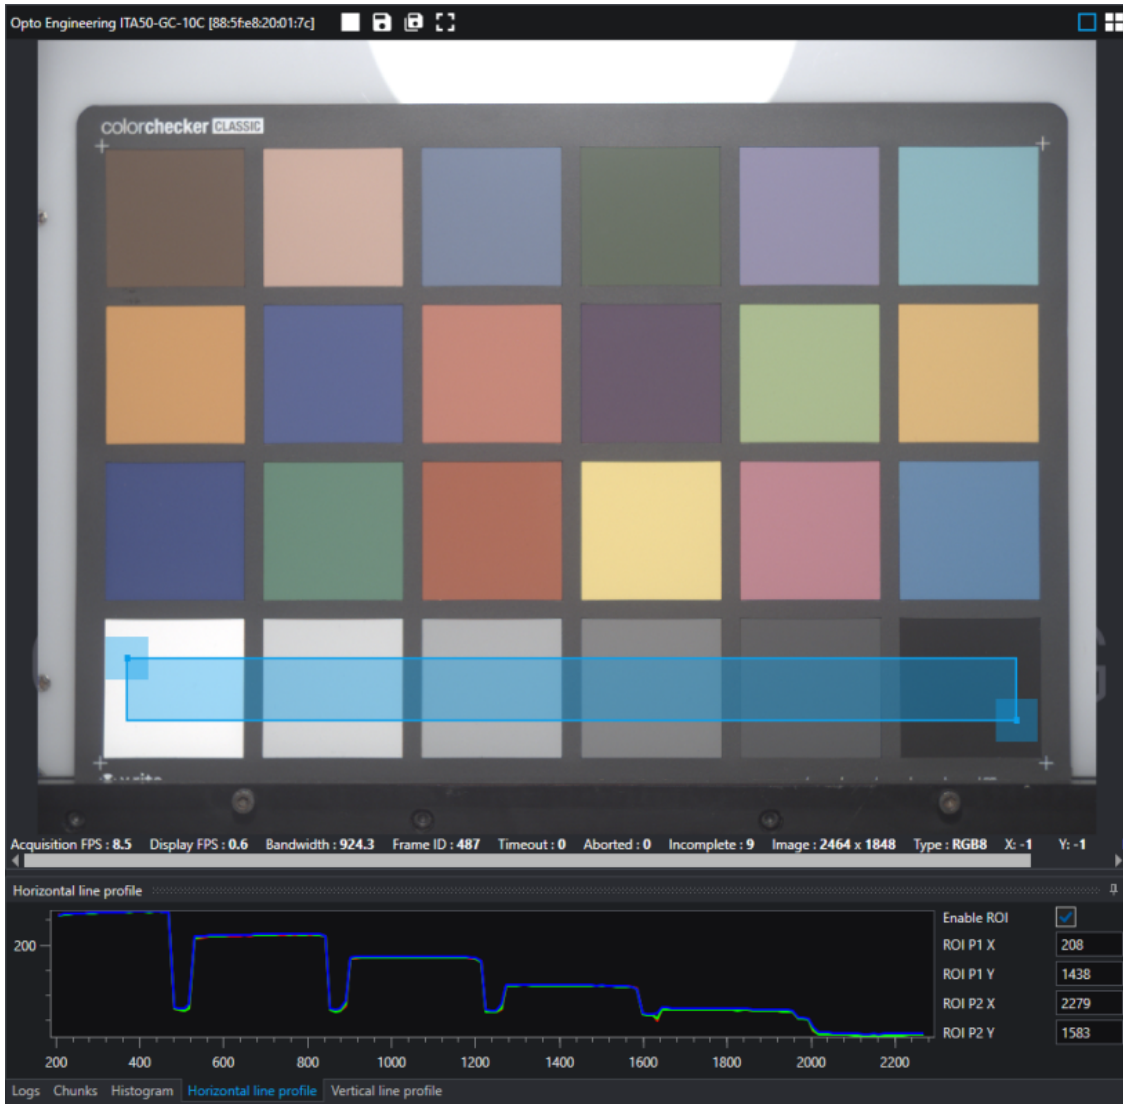 Opto Engineering ITA50-GC-10C [88:5f:e8:20:01:7c]
colorchecker CLASSIC
Acquisition FPS : 8.5 Display FPS : 0.6 Bandwidth : 924.3 Frame ID : 487 Timeout : 0 Aborted : 0 Incomplete : 9 Image : 2464 x 1848 Type : RGB8 X: -1 Y: -1
Horizontal line profile
Enable ROI
200
ROI P1 X 208
ROI P1 Y 1438
ROI P2 X 2279
ROI P2 Y 1583
200 400 600 800 1000 1200 1400 1600 1800 2000 2200
Logs Chunks Histogram Horizontal line profile Vertical line profile